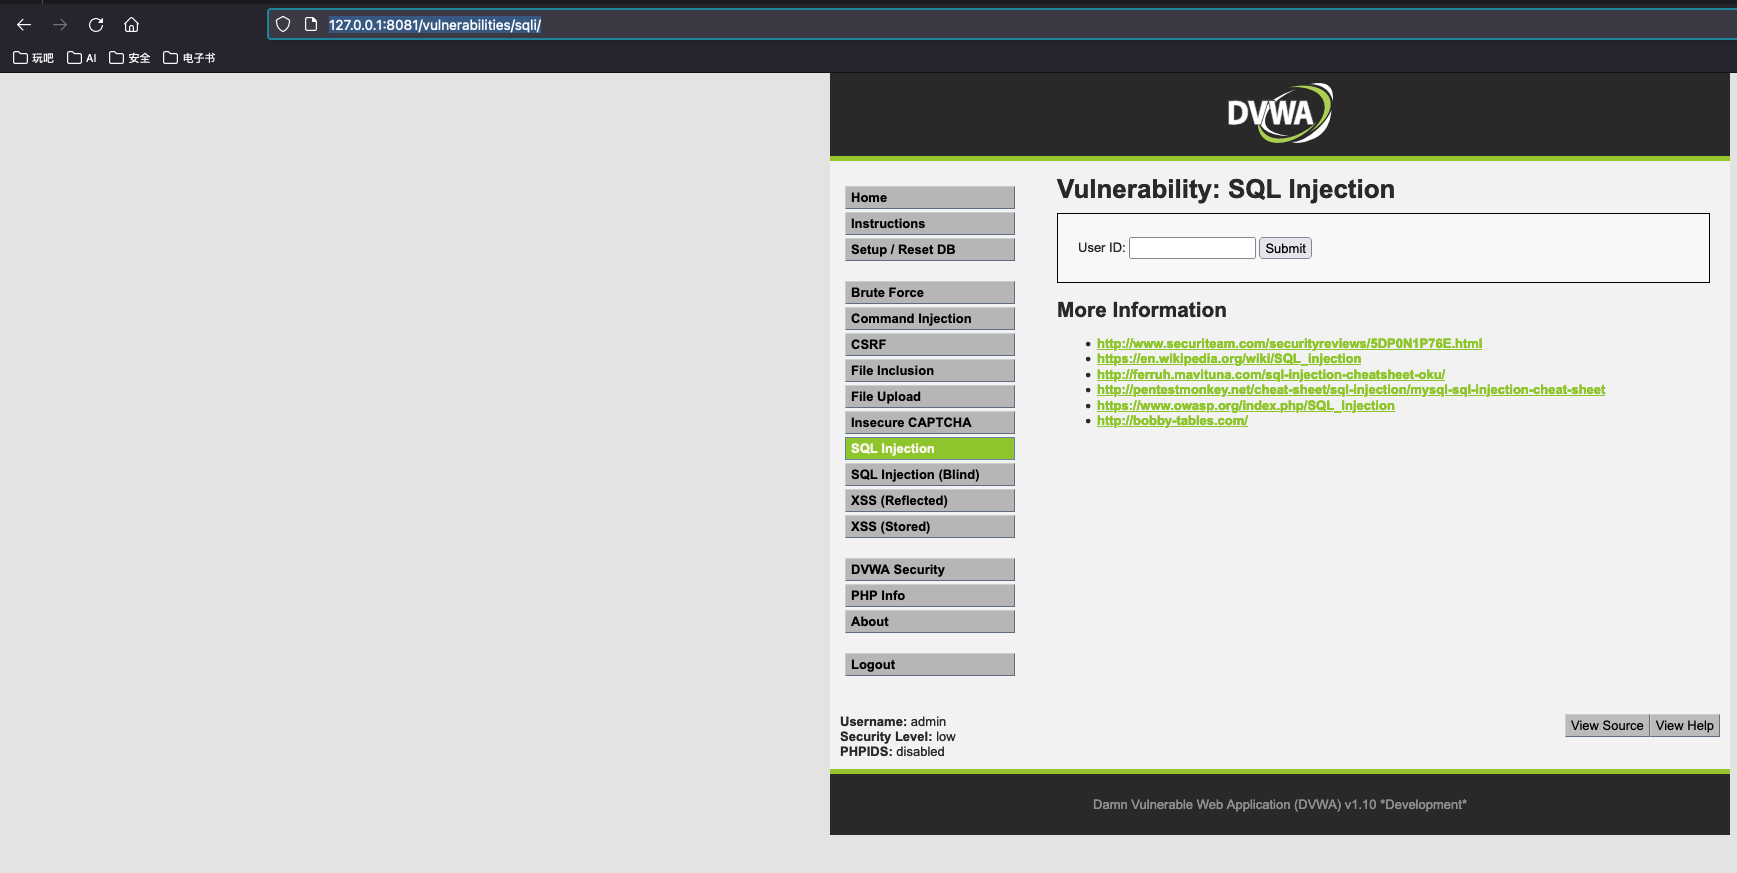 127.0.0.1:8081/vulnerabilities/sqli/
玩吧 AI 安全 电子书
DVWA
Home
Instructions
Setup / Reset DB
Brute Force
Command Injection
CSRF
File Inclusion
File Upload
Insecure CAPTCHA
SQL Injection
SQL Injection (Blind)
XSS (Reflected)
XSS (Stored)
DVWA Security
PHP Info
About
Logout
Vulnerability: SQL Injection
User ID: Submit
More Information
http://www.securiteam.com/securityreviews/5DP0N1P76E.html
https://en.wikipedia.org/wiki/SQL_injection
http://ferruh.mavituna.com/sql-injection-cheatsheet-oku/
http://pentestmonkey.net/cheat-sheet/sql-injection/mysql-sql-injection-cheat-sheet
https://www.owasp.org/index.php/SQL_Injection
http://bobby-tables.com/
Username: admin
Security Level: low
PHPIDS: disabled
View Source View Help
Damn Vulnerable Web Application (DVWA) v1.10 *Development*